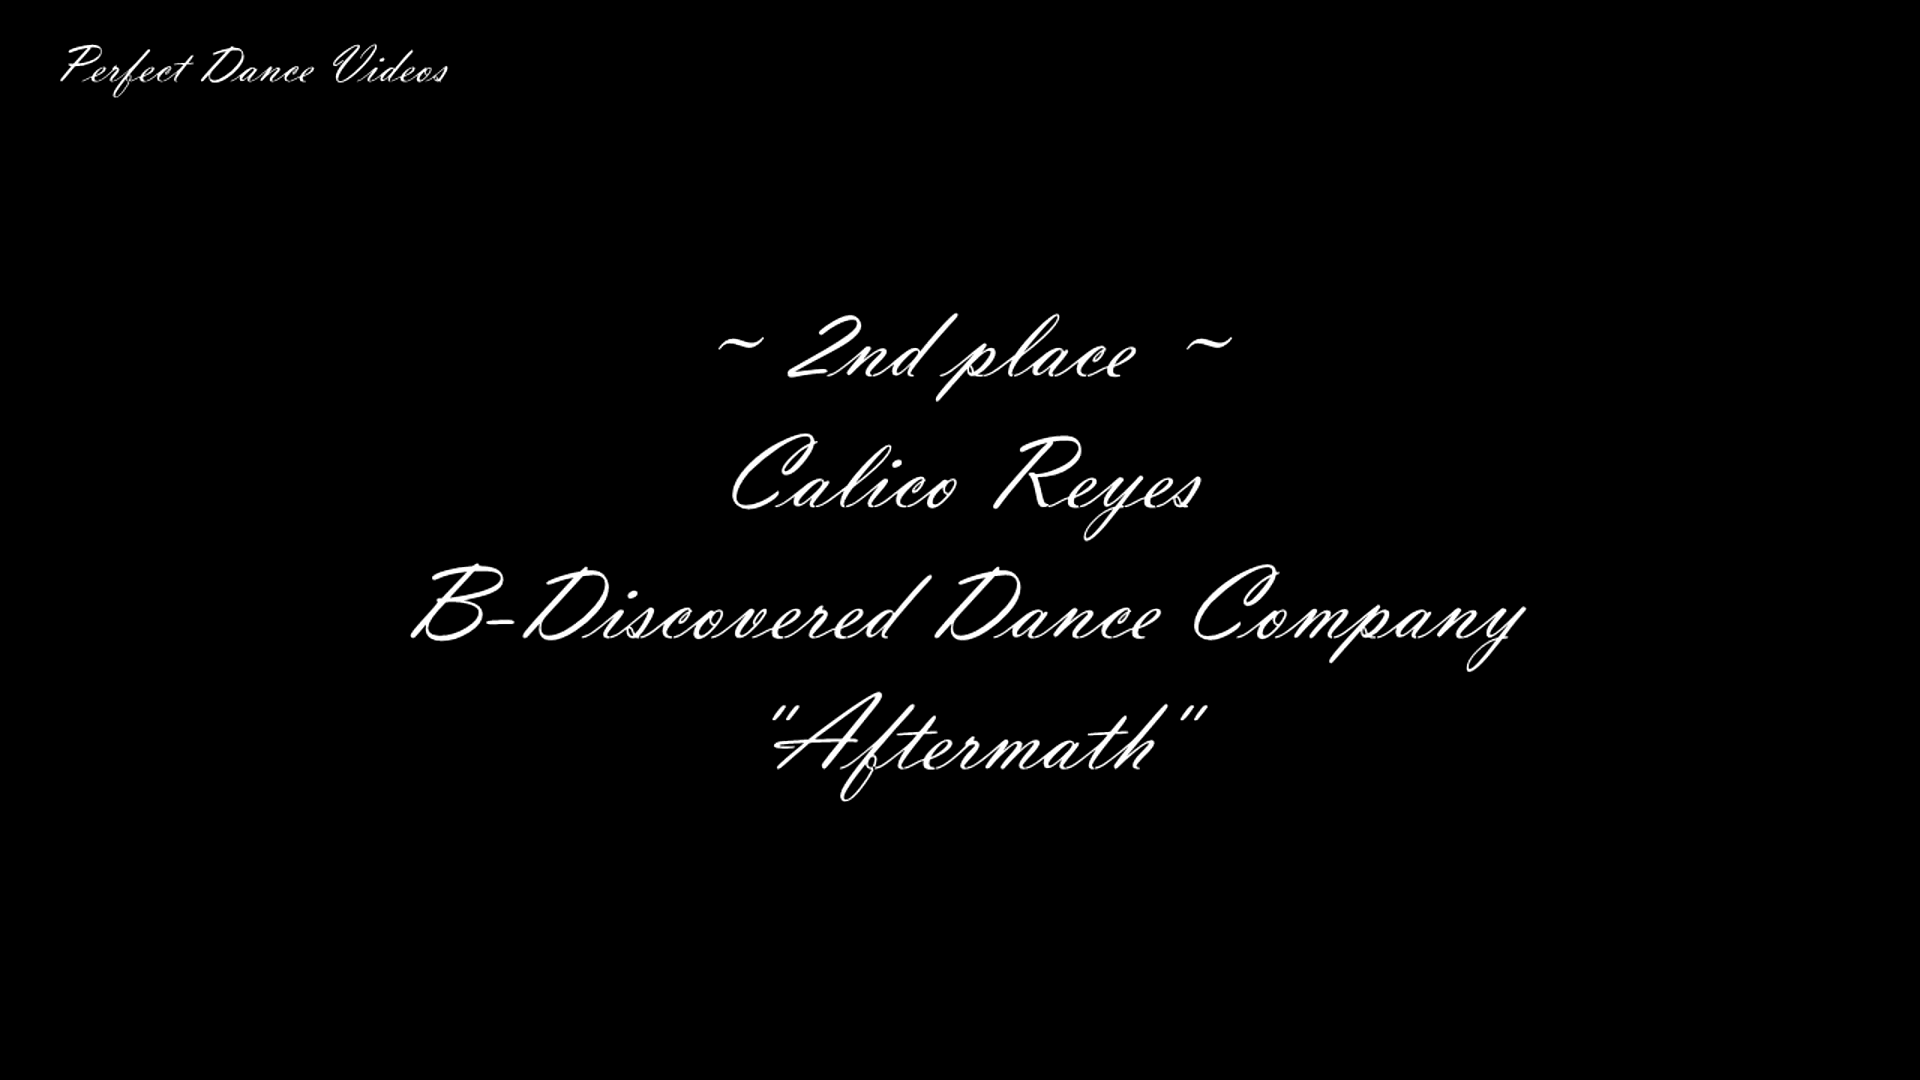 Perfect Dance Videos
~ 2nd place ~
Calico Reyes
B-Discovered Dance Company
"Aftermath"